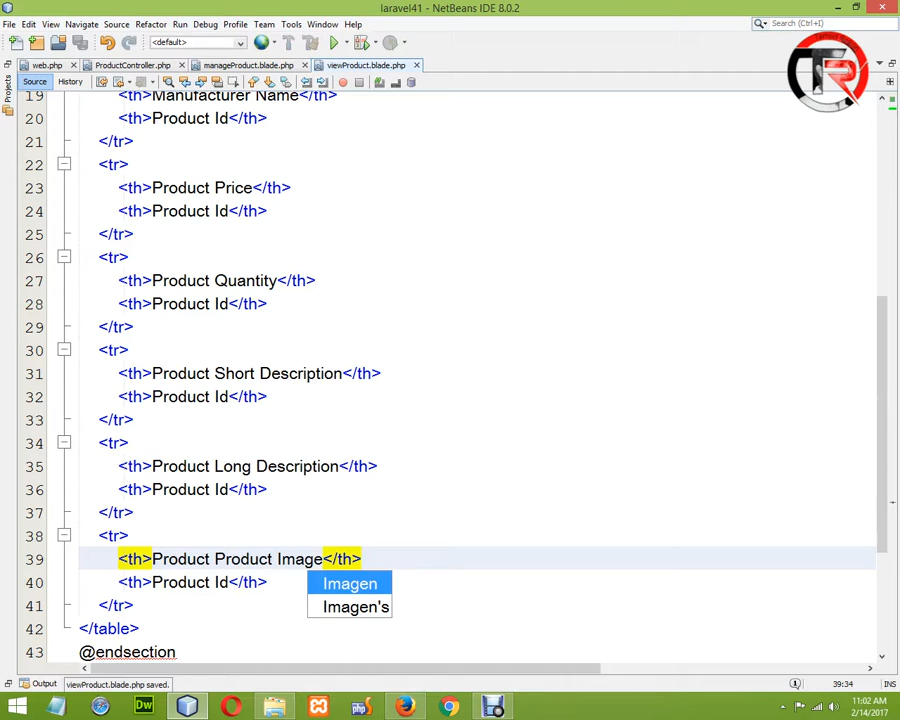 laravel41 - NetBeans IDE 8.0.2
File Edit View Navigate Source Refactor Run Debug Profile Team Tools Window Help
Search (Ctrl+I)
<default>
web.php ProductController.php manageProduct.blade.php viewProduct.blade.php
Source History
Projects
19 <th>Manufacturer Name</th>
20 <th>Product Id</th>
21 </tr>
22 <tr>
23 <th>Product Price</th>
24 <th>Product Id</th>
25 </tr>
26 <tr>
27 <th>Product Quantity</th>
28 <th>Product Id</th>
29 </tr>
30 <tr>
31 <th>Product Short Description</th>
32 <th>Product Id</th>
33 </tr>
34 <tr>
35 <th>Product Long Description</th>
36 <th>Product Id</th>
37 </tr>
38 <tr>
39 <th>Product Product Image</th>
Imagen
40 <th>Product Id</th>
Imagen's
41 </tr>
42 </table>
43 @endsection
Output viewProduct.blade.php saved. 39:34 INS
11:02 AM
2/14/2017